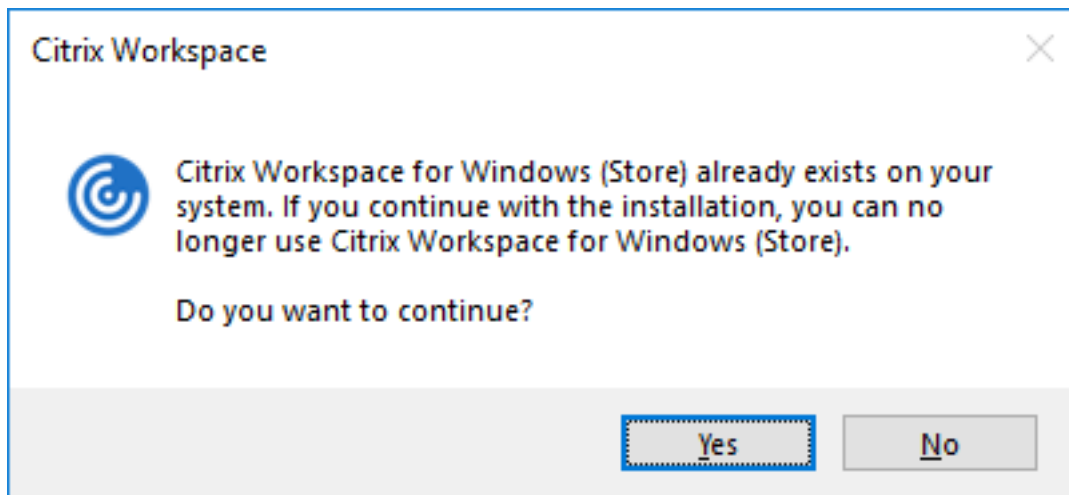 Citrix Workspace
Citrix Workspace for Windows (Store) already exists on your
system. If you continue with the installation, you can no
longer use Citrix Workspace for Windows (Store).
Do you want to continue?
Yes
No